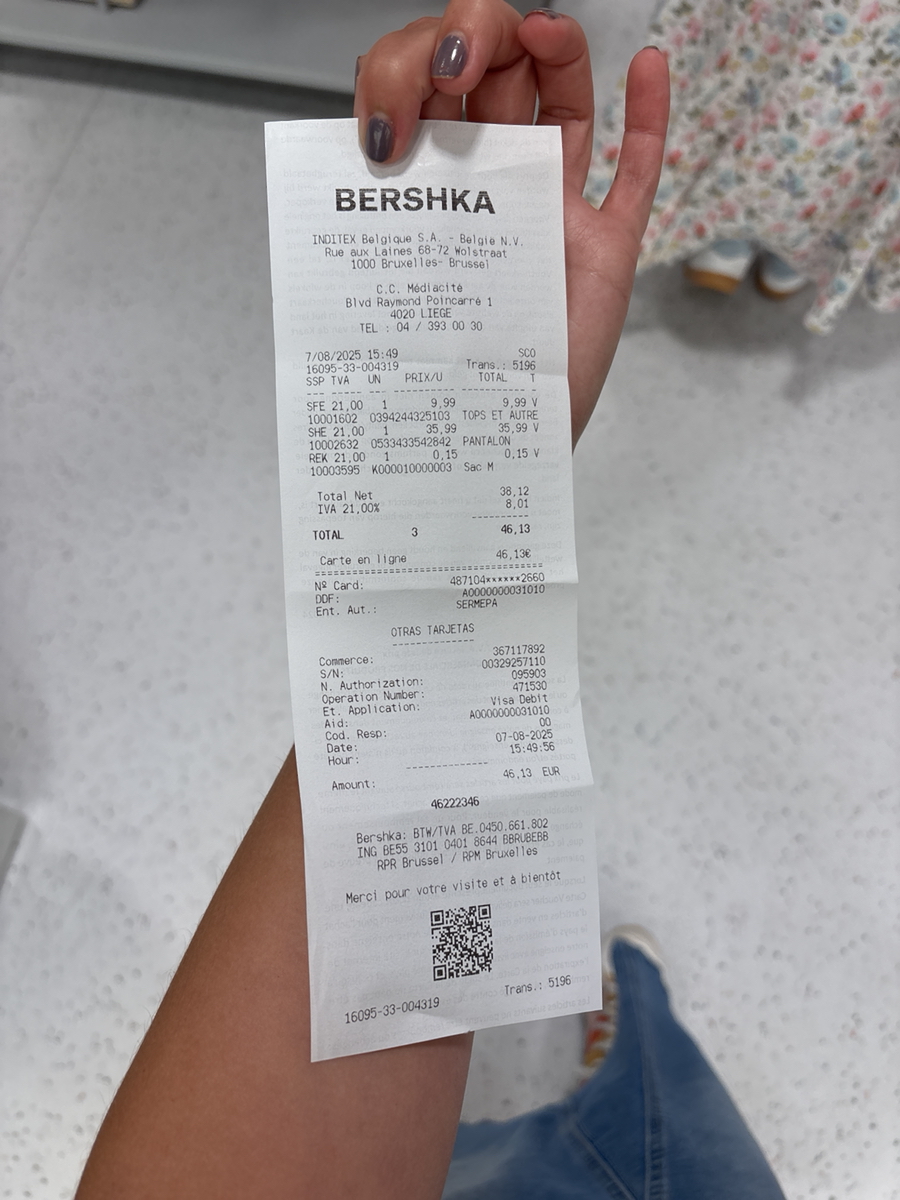 BERSHKA
INDITEX Belgique S.A. - Belgie N.V.
Rue aux Laines 68-72 Wolstraat
1000 Bruxelles- Brussel
C.C. Médiacité
Blvd Raymond Poincarré 1
4020 LIEGE
TEL : 04 / 393 00 30
7/08/2025 15:49 SCO
16095-33-004319 Trans.: 5196
SSP TVA UN PRIX/U TOTAL T
SFE 21,00 1 9,99 9,99 V
10001602 0394244325103 TOPS ET AUTRE
SHE 21,00 1 35,99 35,99 V
10002632 0533433542842 PANTALON
REK 21,00 1 0,15 0,15 V
10003595 K000010000003 Sac M
Total Net 38,12
IVA 21,00% 8,01
TOTAL 3 46,13
Carte en ligne 46,13€
Nº Card: 487104******2660
DDF: A0000000031010
Ent. Aut.: SERMEPA
OTRAS TARJETAS
Commerce: 367117892
S/N: 00329257110
N. Authorization: 095903
Operation Number: 471530
Et. Application: Visa Debit
Aid: A0000000031010
Cod. Resp: 00
Date: 07-08-2025
Hour: 15:49:56
Amount: 46,13 EUR
46222346
Bershka: BTW/TVA BE.0450.661.802
ING BE55 3101 0401 8644 BBRUBEBB
RPR Brussel / RPM Bruxelles
Merci pour votre visite et à bientôt
16095-33-004319 Trans.: 5196